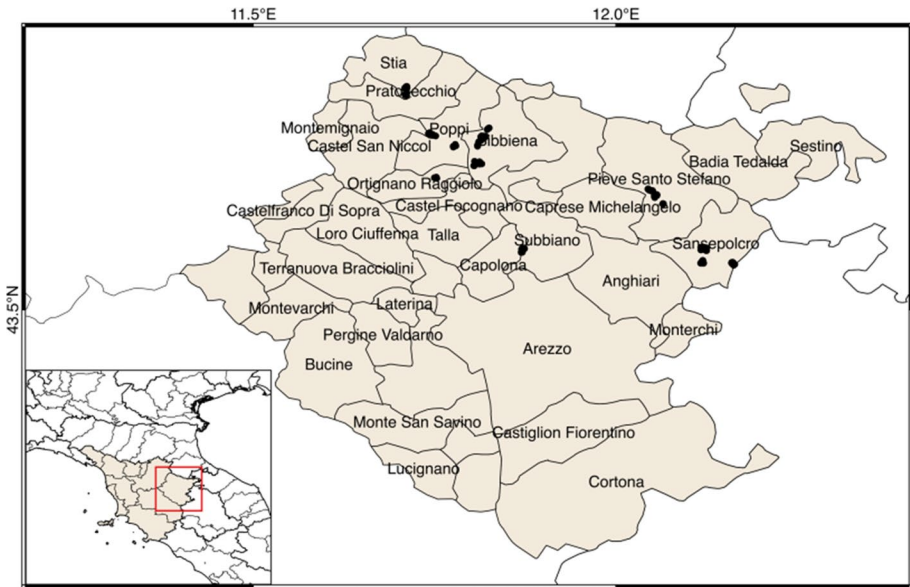 11.5°E
12.0°E
Stia
Pratovecchio
Montemignaio
Poppi
Bibbiena
Castel San Niccol
Sestino
Badia Tedalda
Pieve Santo Stefano
Ortignano Raggiolo
Castel Focognano
Caprese Michelangelo
Castelfranco Di Sopra
Loro Ciuffenna
Talla
Subbiano
Sansepolcro
Terranuova Bracciolini
Capolona
Anghiari
43.5°N
Montevarchi
Laterina
Pergine Valdarno
Monterchi
Arezzo
Bucine
Monte San Savino
Castiglion Fiorentino
Lucignano
Cortona